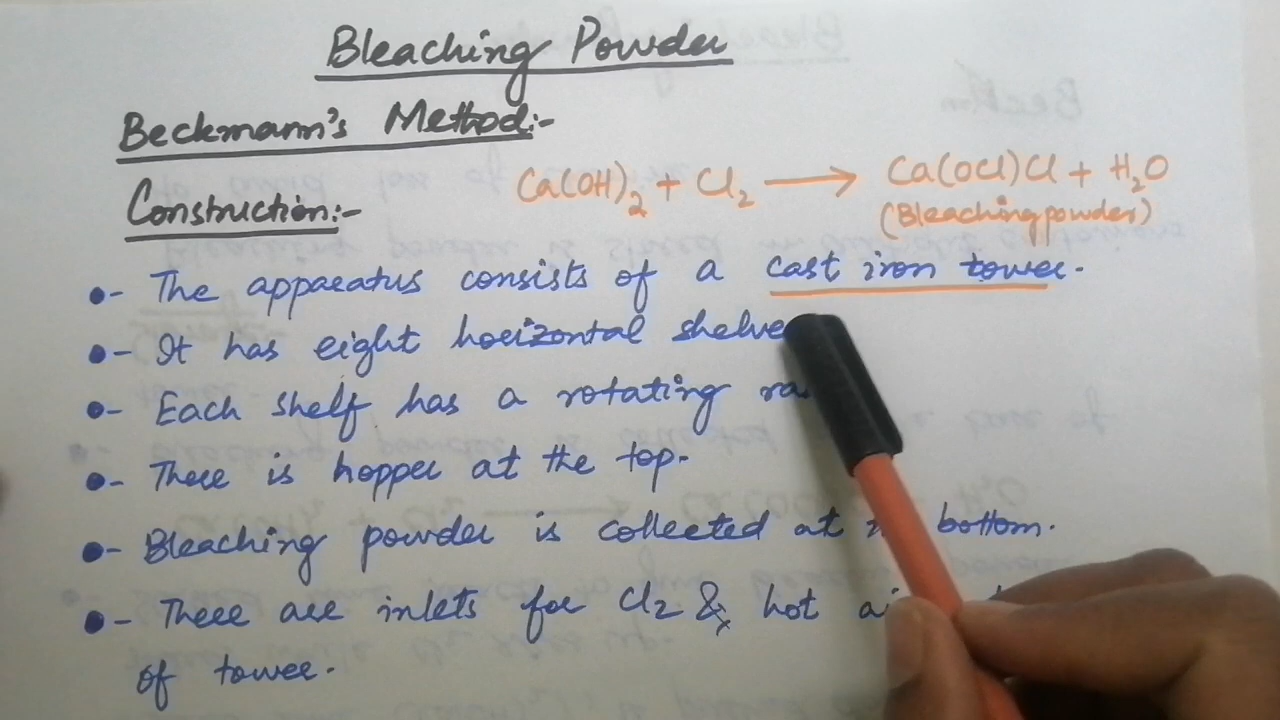 Bleaching Powder
Beckmann's Method:-
Construction:-
Ca(OH)2 + Cl2 → Ca(OCl)Cl + H2O
(Bleaching powder)
•- The apparatus consists of a cast iron tower.
•- It has eight horizontal shelve
•- Each shelf has a rotating
•- There is hopper at the top.
•- Bleaching powder is collected at bottom.
•- There are inlets for Cl2 & hot
of tower.